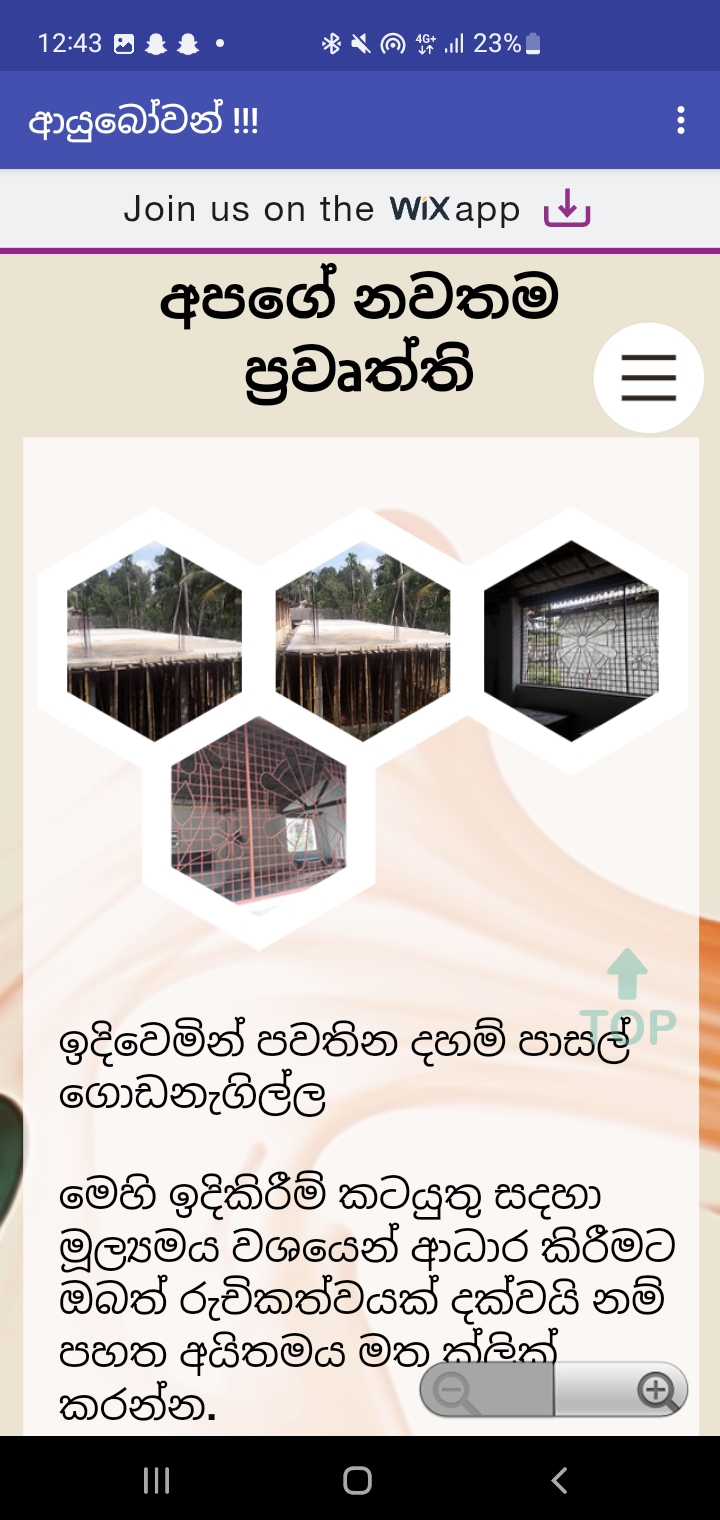 12:43 4G+ 23%
ආයුබෝවන් !!!
Join us on the WiX app
අපගේ නවතම
ප්‍රවෘත්ති
TOP
ඉදිවෙමින් පවතින දහම් පාසල්
ගොඩනැගිල්ල
මෙහි ඉදිකිරීම් කටයුතු සදහා
මූල්‍යමය වශයෙන් ආධාර කිරීමට
ඔබත් රුචිකත්වයක් දක්වයි නම්
පහත අයිතමය මත ක්ලික්
කරන්න.